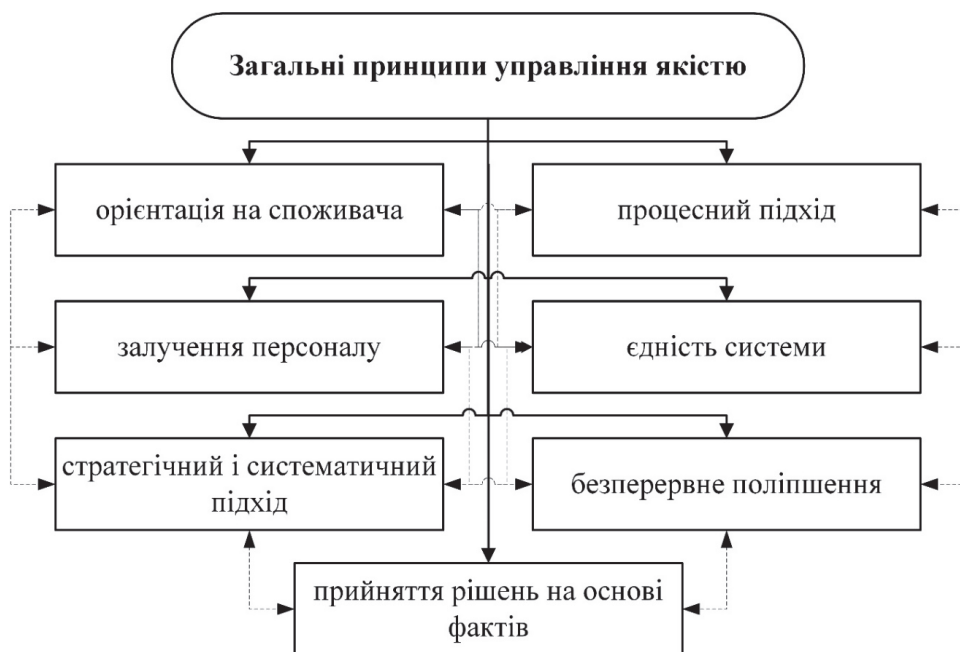 Загальні принципи управління якістю
орієнтація на споживача
процесний підхід
залучення персоналу
єдність системи
стратегічний і систематичний
підхід
безперервне поліпшення
прийняття рішень на основі
фактів